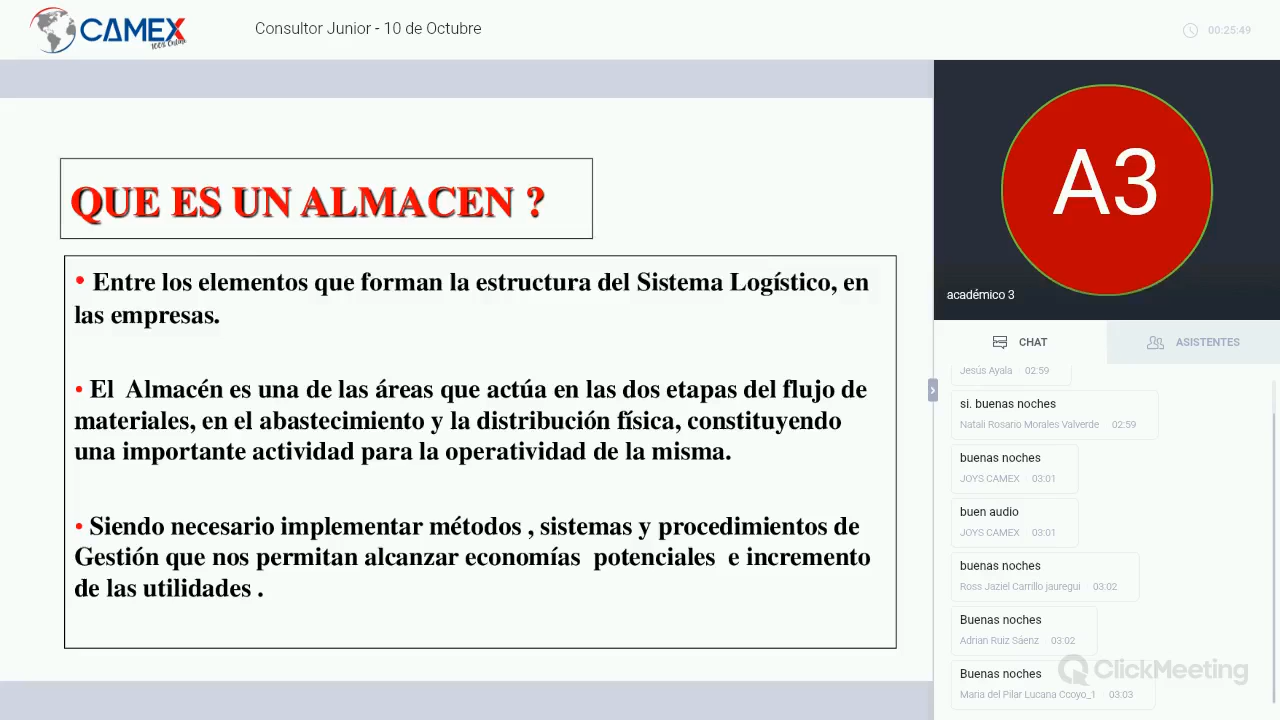 CAMEX
100% Online
Consultor Junior - 10 de Octubre
00:25:49
QUE ES UN ALMACEN ?
• Entre los elementos que forman la estructura del Sistema Logístico, en
las empresas.
• El Almacén es una de las áreas que actúa en las dos etapas del flujo de
materiales, en el abastecimiento y la distribución física, constituyendo
una importante actividad para la operatividad de la misma.
• Siendo necesario implementar métodos , sistemas y procedimientos de
Gestión que nos permitan alcanzar economías potenciales e incremento
de las utilidades .
A3
académico 3
CHAT
ASISTENTES
Jesús Ayala 02:59
si. buenas noches
Natali Rosario Morales Valverde 02:59
buenas noches
JOYS CAMEX 03:01
buen audio
JOYS CAMEX 03:01
buenas noches
Ross Jaziel Carrillo jauregui 03:02
Buenas noches
Adrian Ruiz Sáenz 03:02
Buenas noches
Maria del Pilar Lucana Ccoyo_1 03:03
ClickMeeting